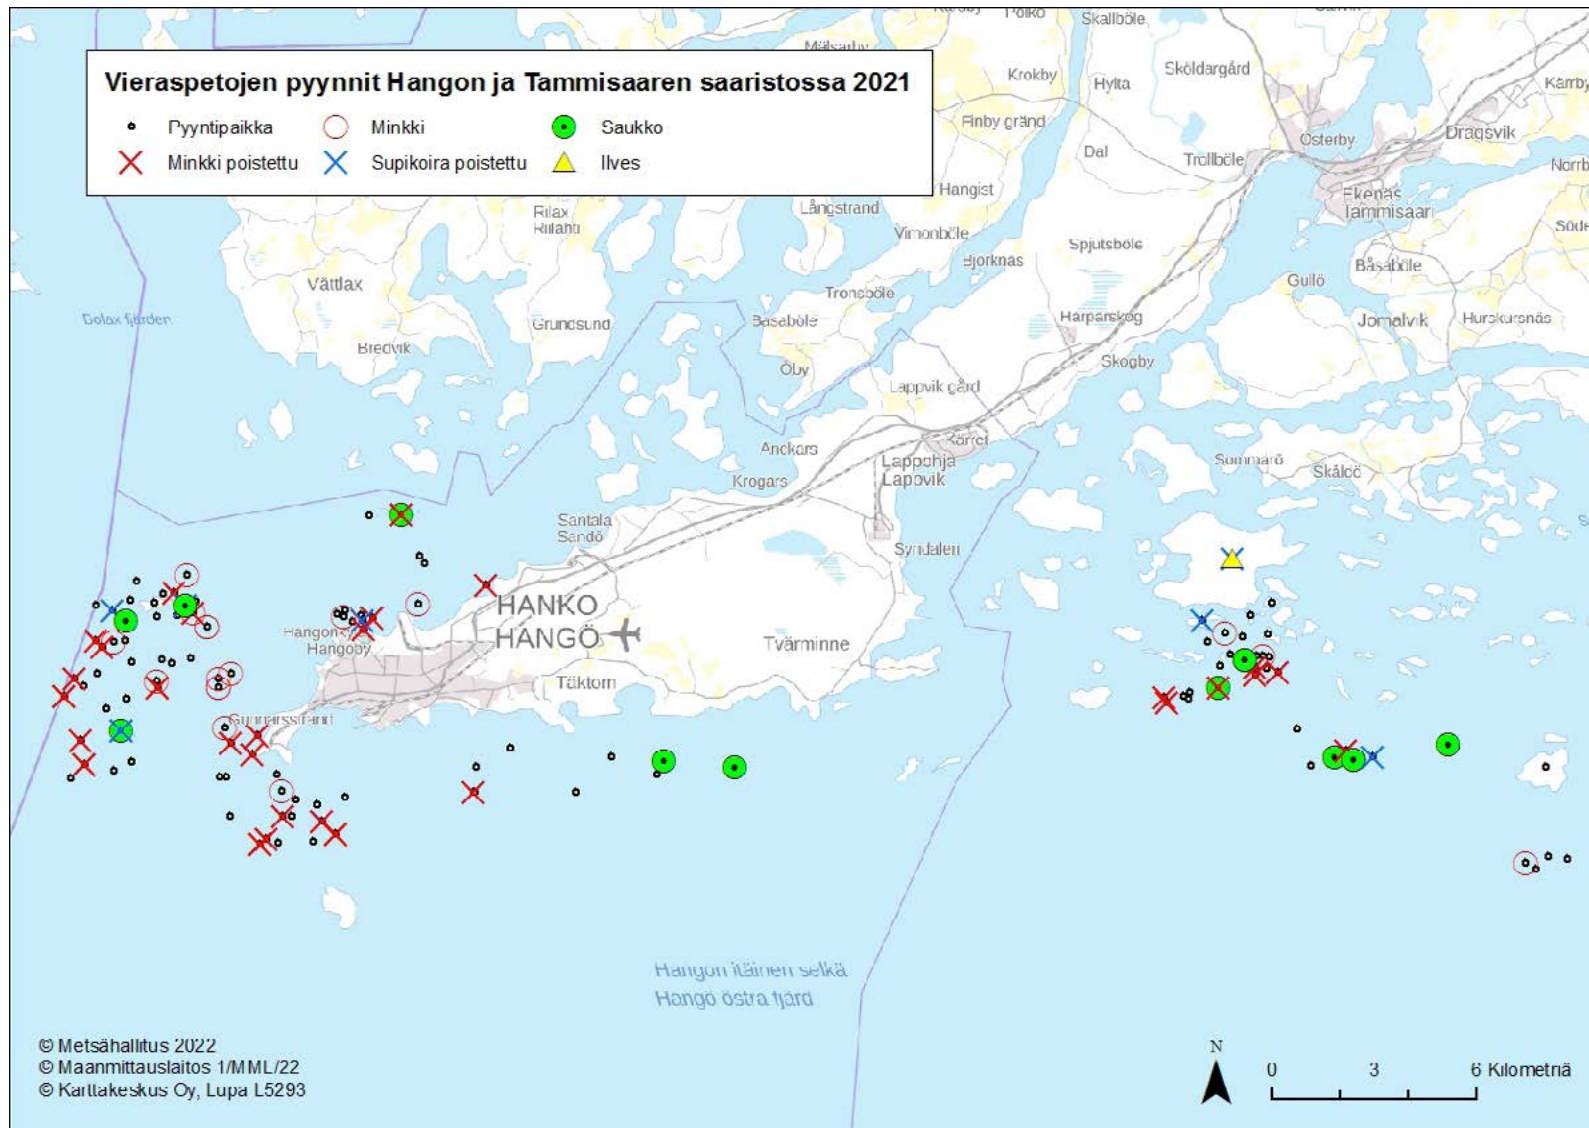 Vieraspetojen pyynnit Hangon ja Tammisaaren saaristossa 2021
Pyyntipaikka
Minkki
Saukko
Minkki poistettu
Supikoira poistettu
Ilves
Skallböle
Mälsarby
Krokby
Hylta
Sköldargård
Finby gränd
Dal
Trollböle
Österby
Dragsvik
Ekenäs
Tammisaari
Hangist
Långstrand
Rilax
Riilahti
Vimonböle
Björknäs
Spjutsböle
Båsaböle
Gullö
Vättlax
Tronsböle
Grundsund
Basaböle
Harparskog
Jomalvik
Hurskursnäs
Bredvik
Öby
Skogby
Lappvik gård
Anckars
Lappohja
Lappvik
Krogars
Skåldö
Santala
Sandö
Syndalen
HANKO
HANGÖ
Hangoby
Tvärminne
Täktom
Gunnarsstrand
Hangon itäinen selkä
Hangö östra fjärd
© Metsähallitus 2022
© Maanmittauslaitos 1/MML/22
© Karttakeskus Oy, Lupa L5293
N
0 3 6 Kilometriä